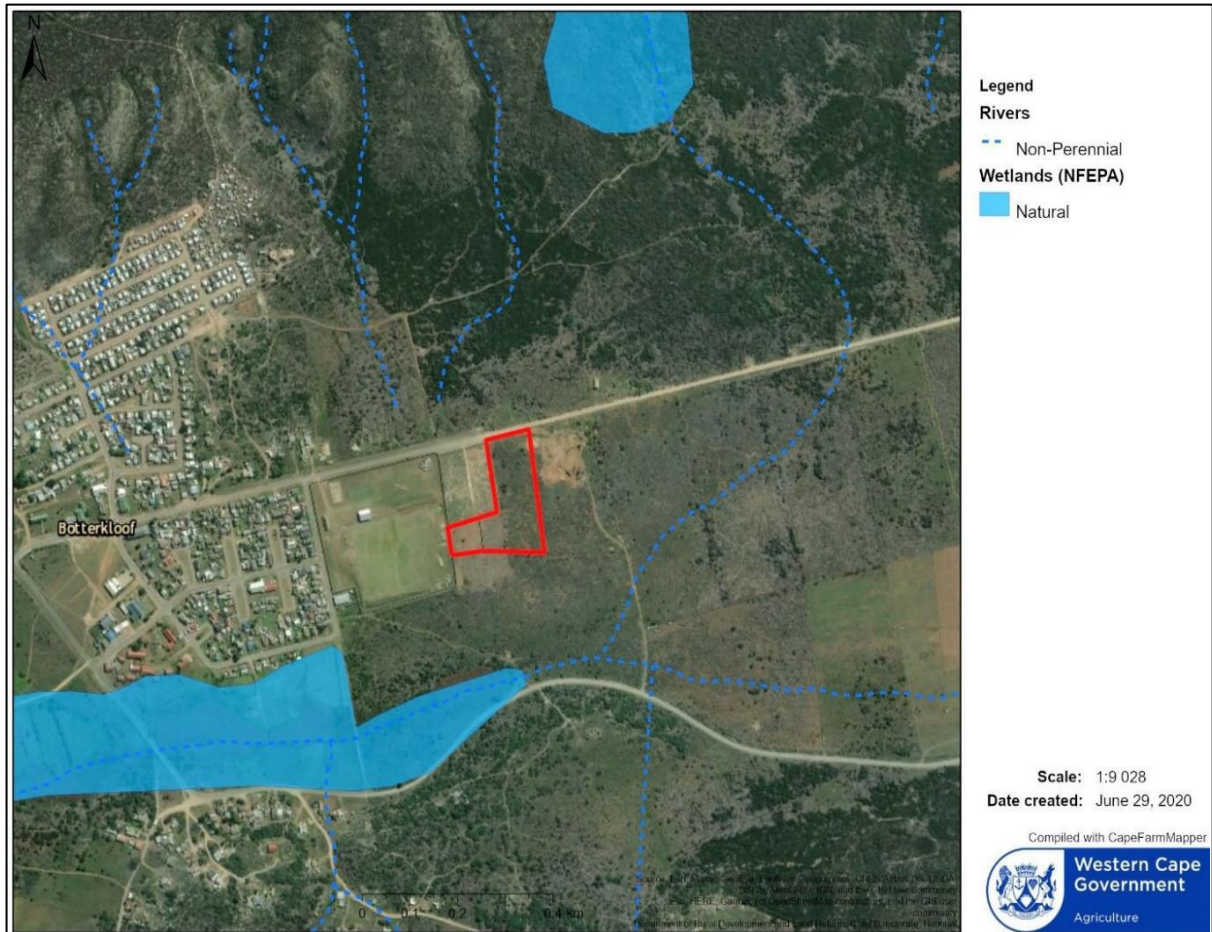 N
Botterkloof
0 0.1 0.2 0.4 km
Legend
Rivers
Non-Perennial
Wetlands (NFEPA)
Natural
Scale: 1:9 028
Date created: June 29, 2020
Compiled with CapeFarmMapper
Western Cape
Government
Agriculture